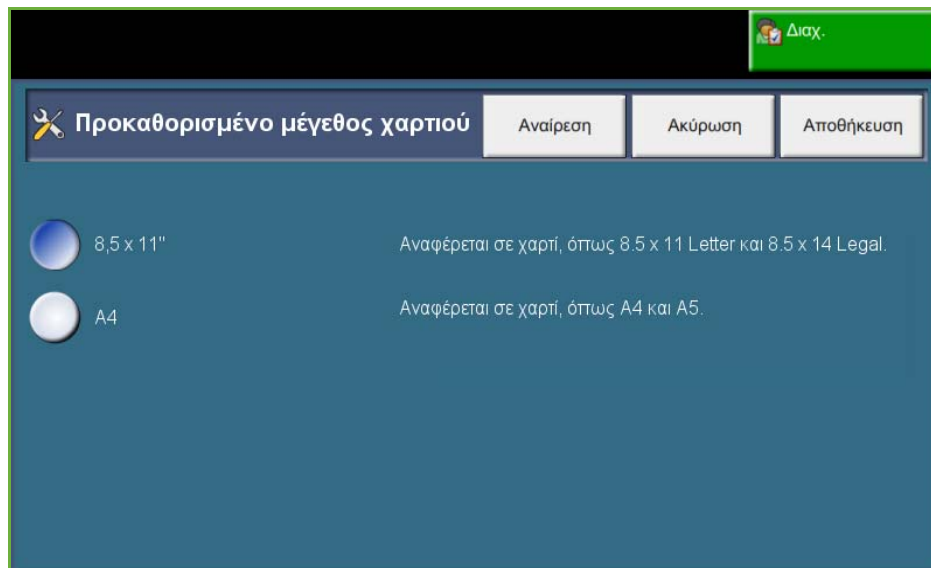 Διαχ.
Προκαθορισμένο μέγεθος χαρτιού Αναίρεση Ακύρωση Αποθήκευση
8,5 x 11" Αναφέρεται σε χαρτί, όπως 8.5 x 11 Letter και 8.5 x 14 Legal.
A4 Αναφέρεται σε χαρτί, όπως A4 και A5.